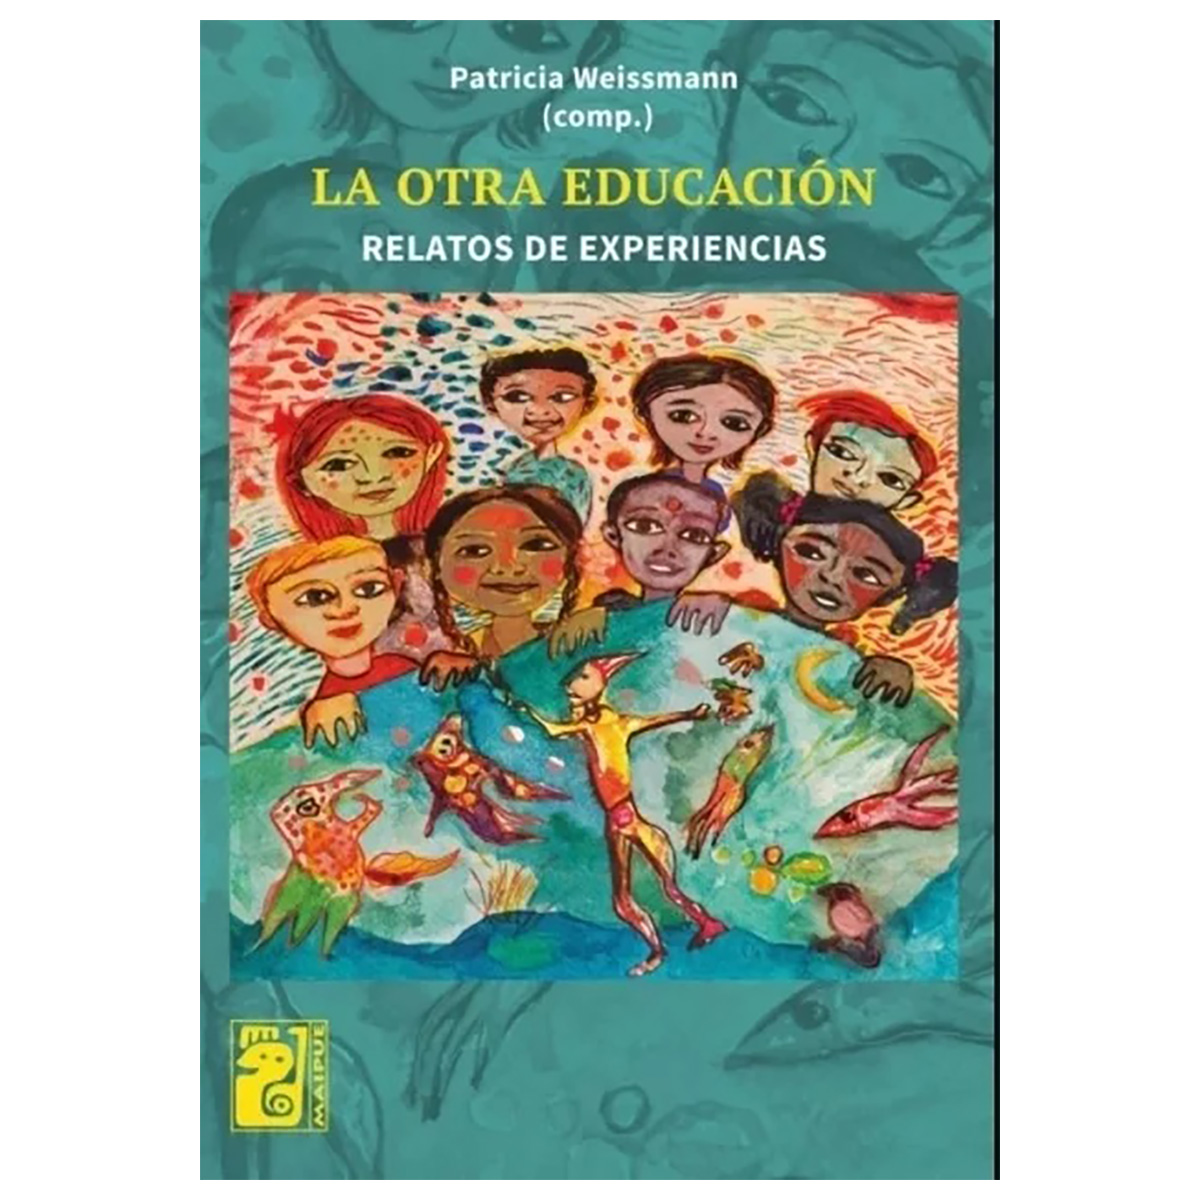 Patricia Weissmann
(comp.)
LA OTRA EDUCACIÓN
RELATOS DE EXPERIENCIAS
MAIPUE